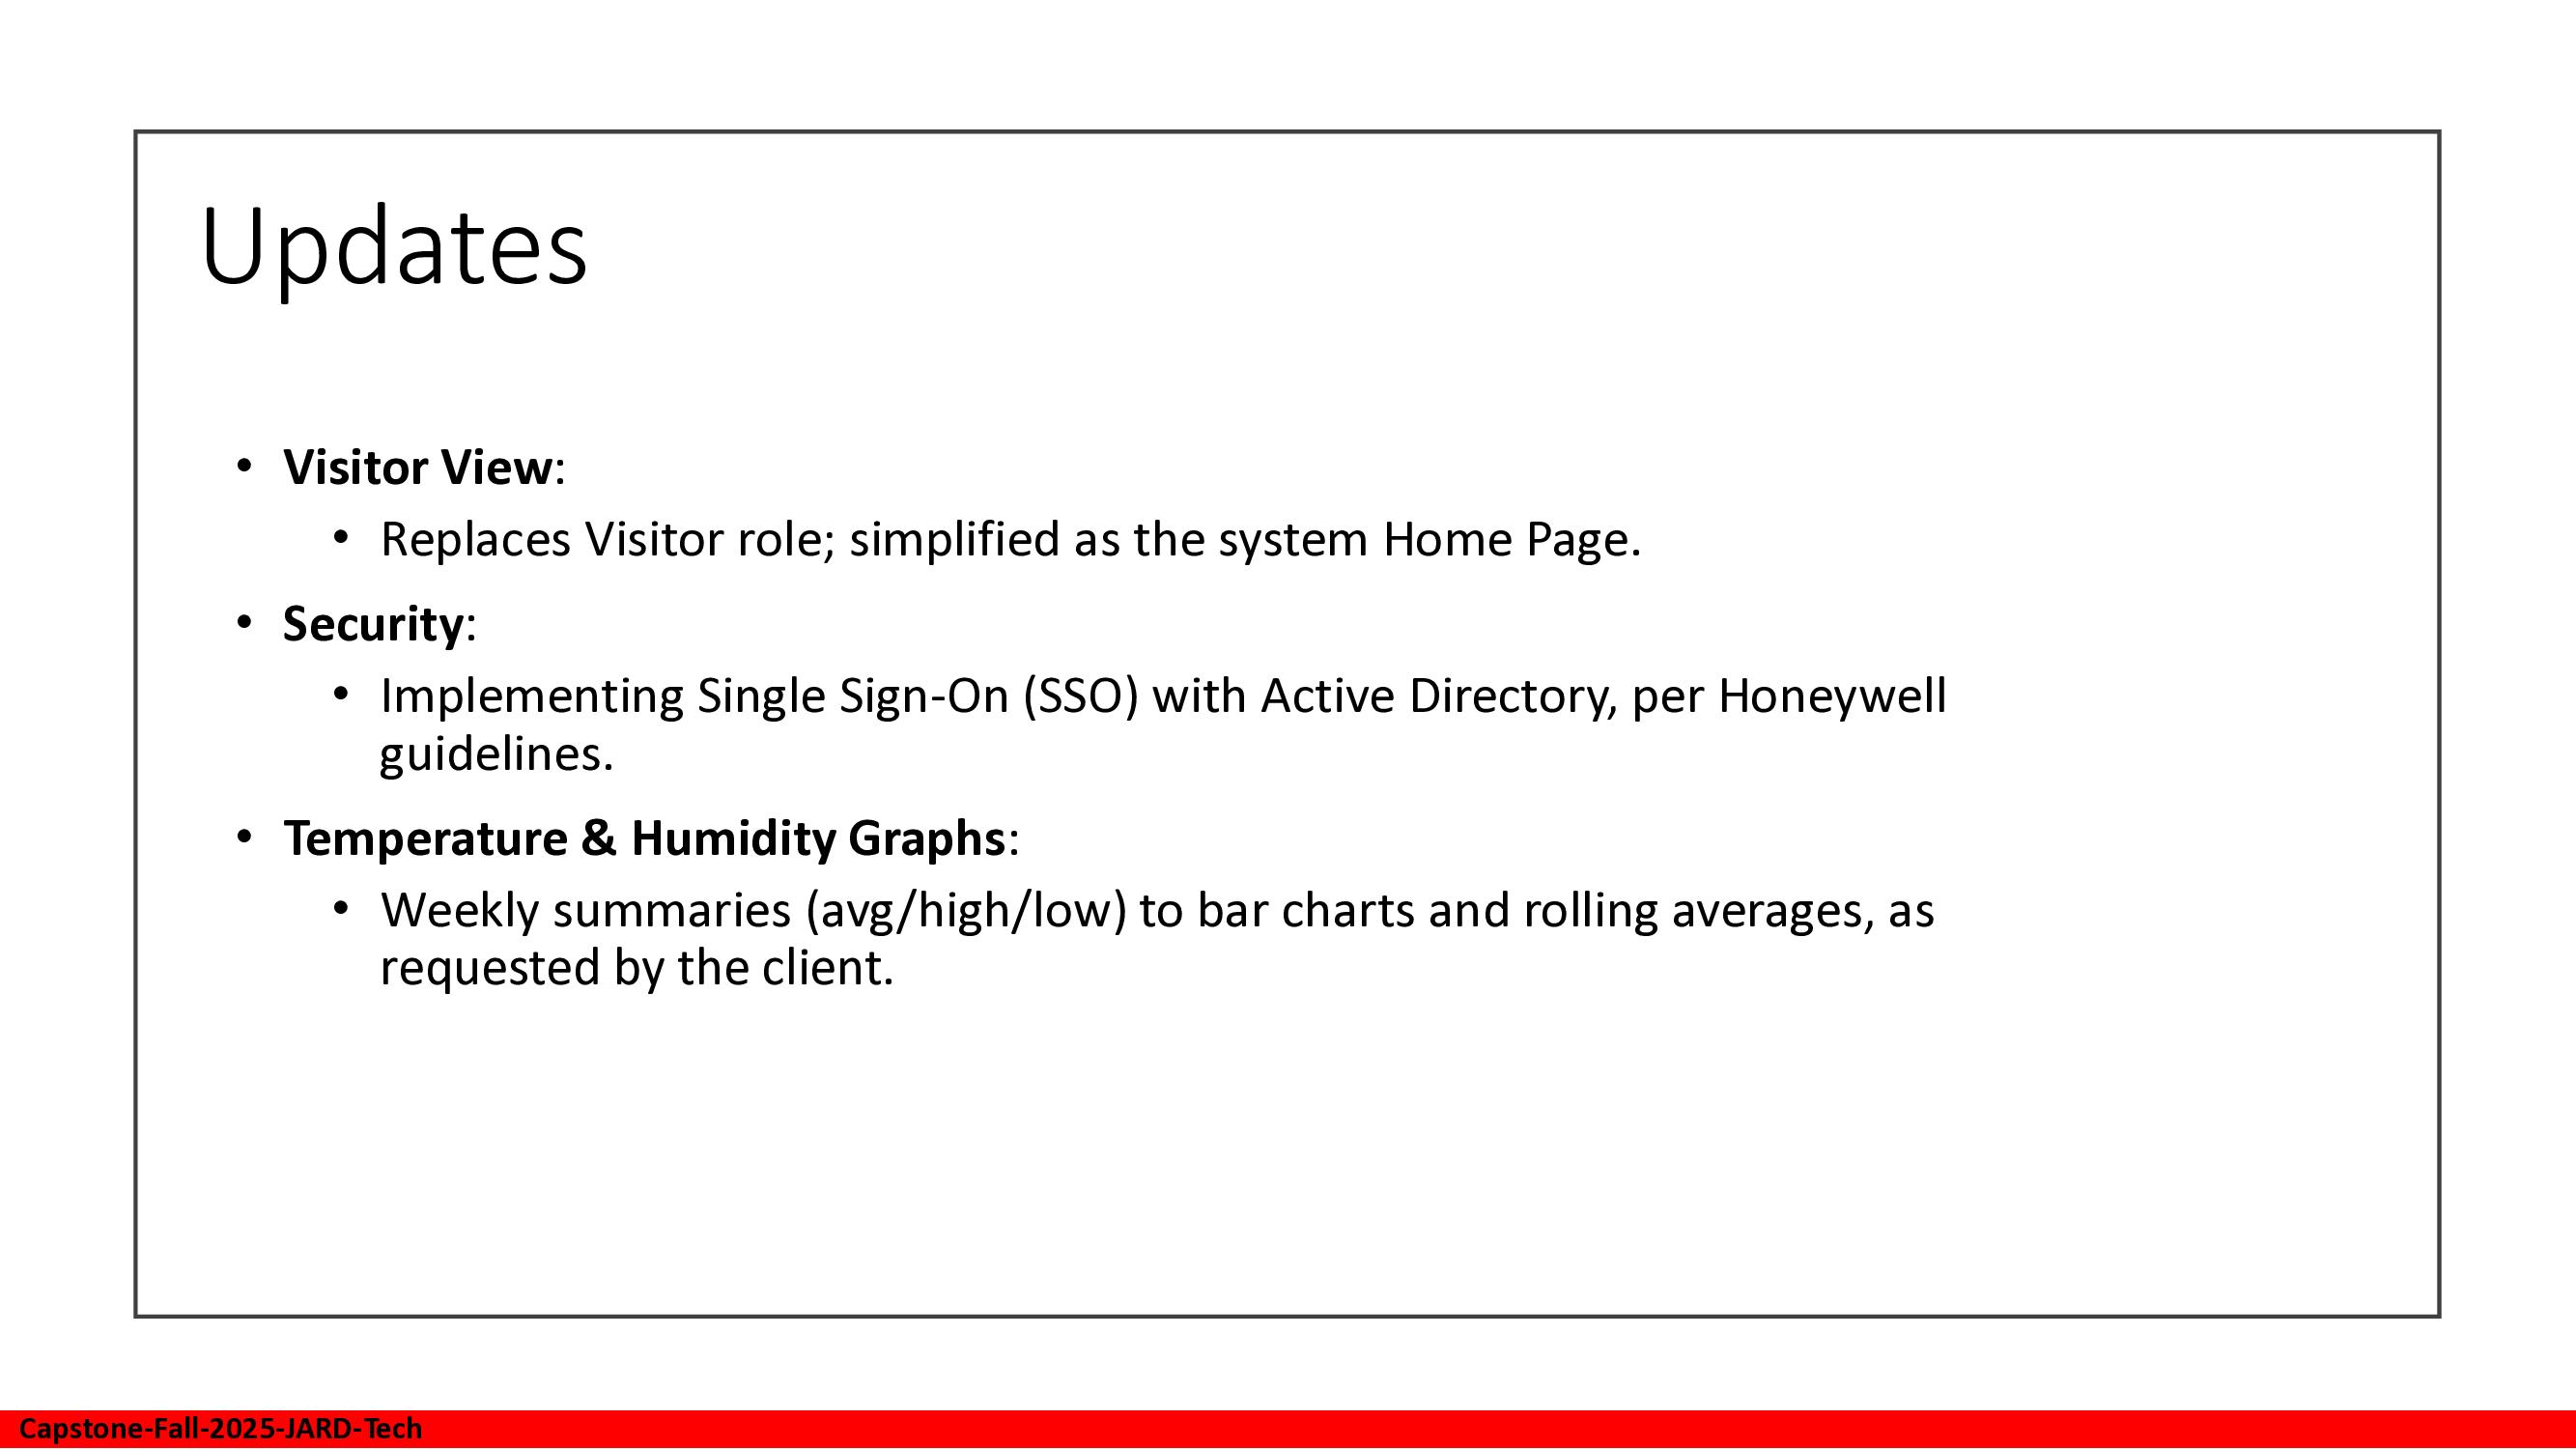 Updates
• Visitor View:
• Replaces Visitor role; simplified as the system Home Page.
• Security:
• Implementing Single Sign-On (SSO) with Active Directory, per Honeywell
guidelines.
• Temperature & Humidity Graphs:
• Weekly summaries (avg/high/low) to bar charts and rolling averages, as
requested by the client.
Capstone-Fall-2025-JARD-Tech